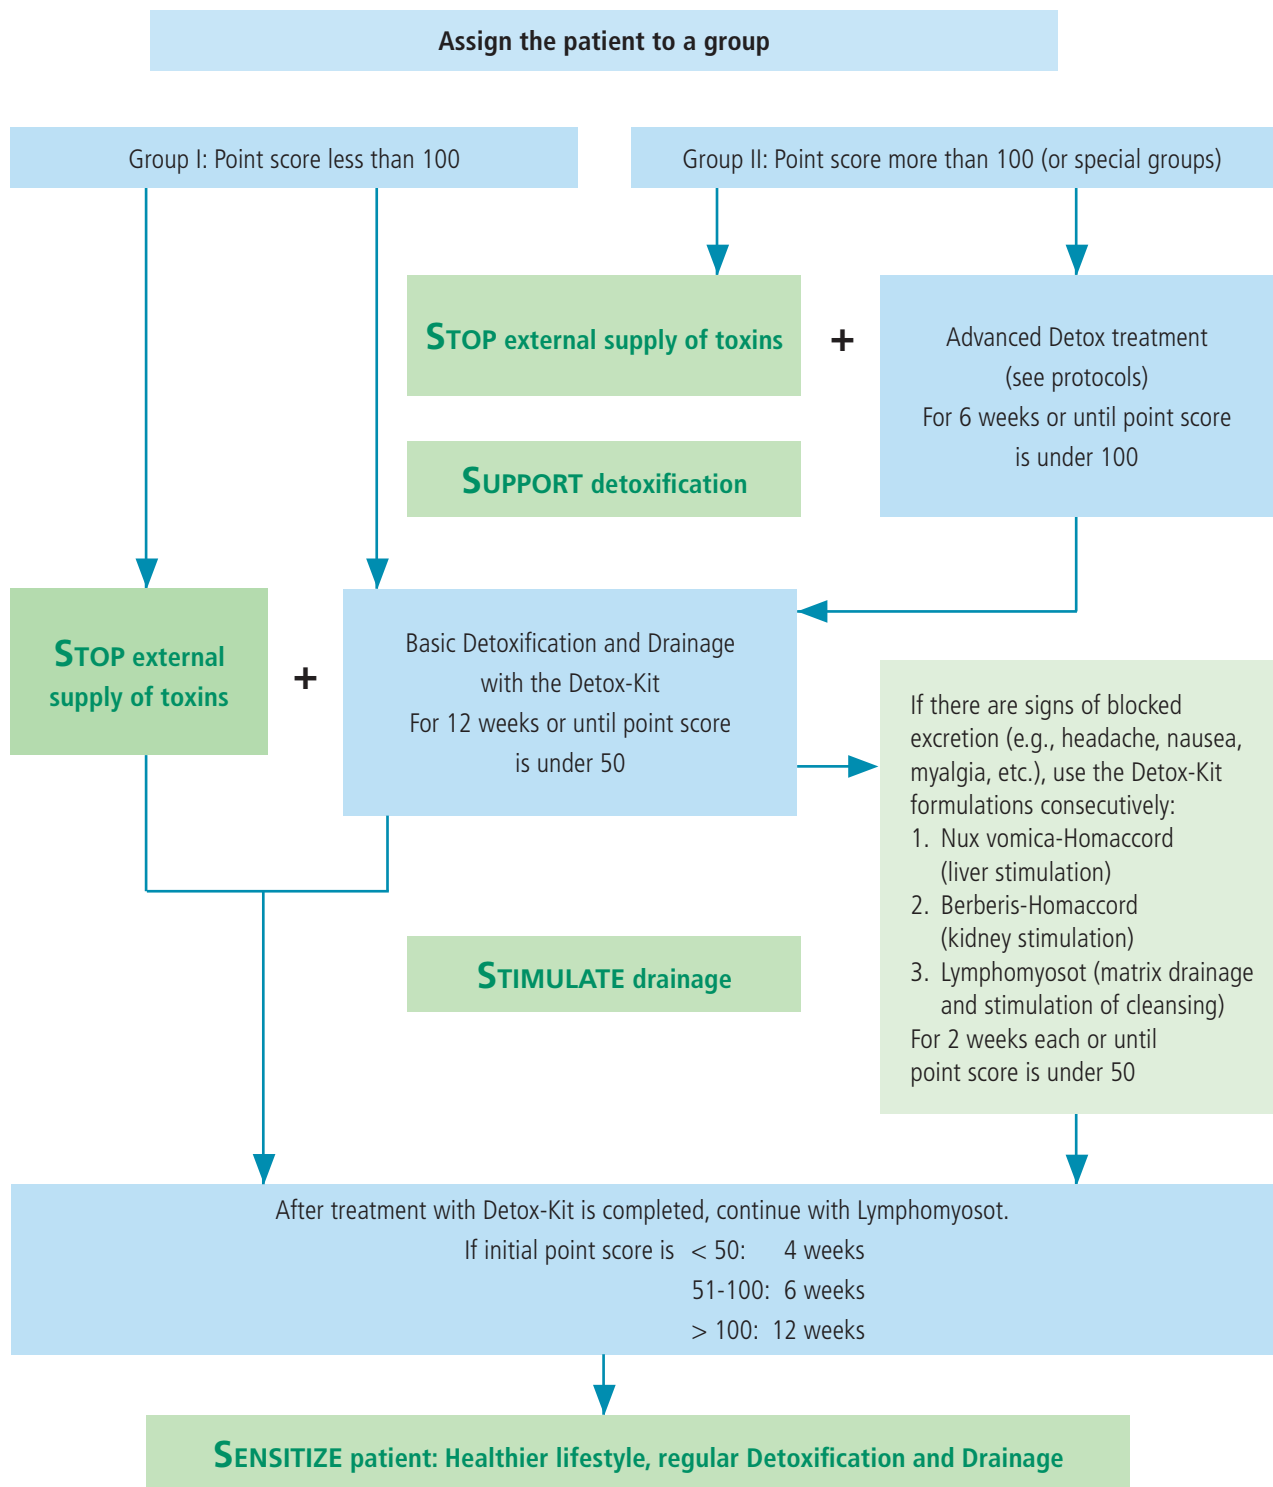 Assign the patient to a group
Group I: Point score less than 100
Group II: Point score more than 100 (or special groups)
STOP external supply of toxins
+
Advanced Detox treatment
(see protocols)
For 6 weeks or until point score
is under 100
SUPPORT detoxification
STOP external
supply of toxins
+
Basic Detoxification and Drainage
with the Detox-Kit
For 12 weeks or until point score
is under 50
If there are signs of blocked
excretion (e.g., headache, nausea,
myalgia, etc.), use the Detox-Kit
formulations consecutively:
1. Nux vomica-Homaccord
(liver stimulation)
2. Berberis-Homaccord
(kidney stimulation)
3. Lymphomyosot (matrix drainage
and stimulation of cleansing)
For 2 weeks each or until
point score is under 50
STIMULATE drainage
After treatment with Detox-Kit is completed, continue with Lymphomyosot.
If initial point score is < 50: 4 weeks
51-100: 6 weeks
> 100: 12 weeks
SENSITIZE patient: Healthier lifestyle, regular Detoxification and Drainage